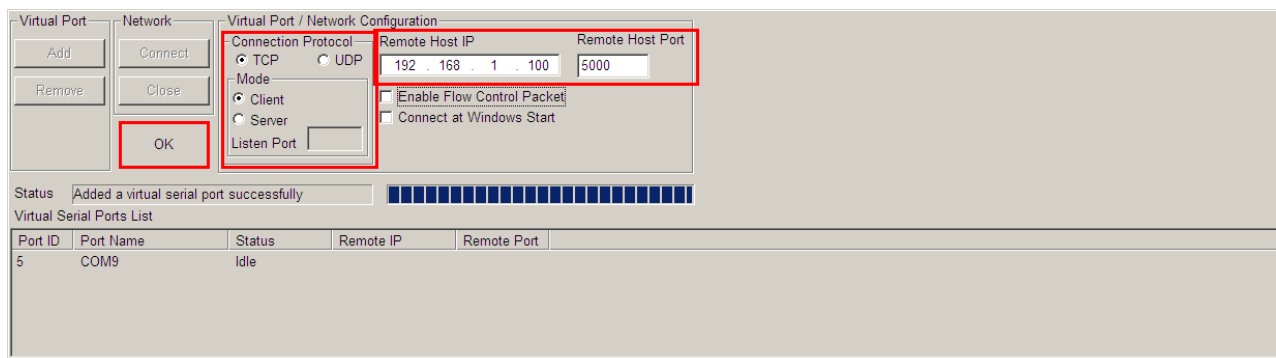 Virtual Port
Network
Virtual Port / Network Configuration
Add
Connect
Connection Protocol
Remote Host IP
Remote Host Port
TCP
UDP
192 . 168 . 1 . 100
5000
Remove
Close
Mode
Client
Enable Flow Control Packet
Server
Connect at Windows Start
OK
Listen Port
Status
Added a virtual serial port successfully
Virtual Serial Ports List
Port ID Port Name Status Remote IP Remote Port
5 COM9 Idle